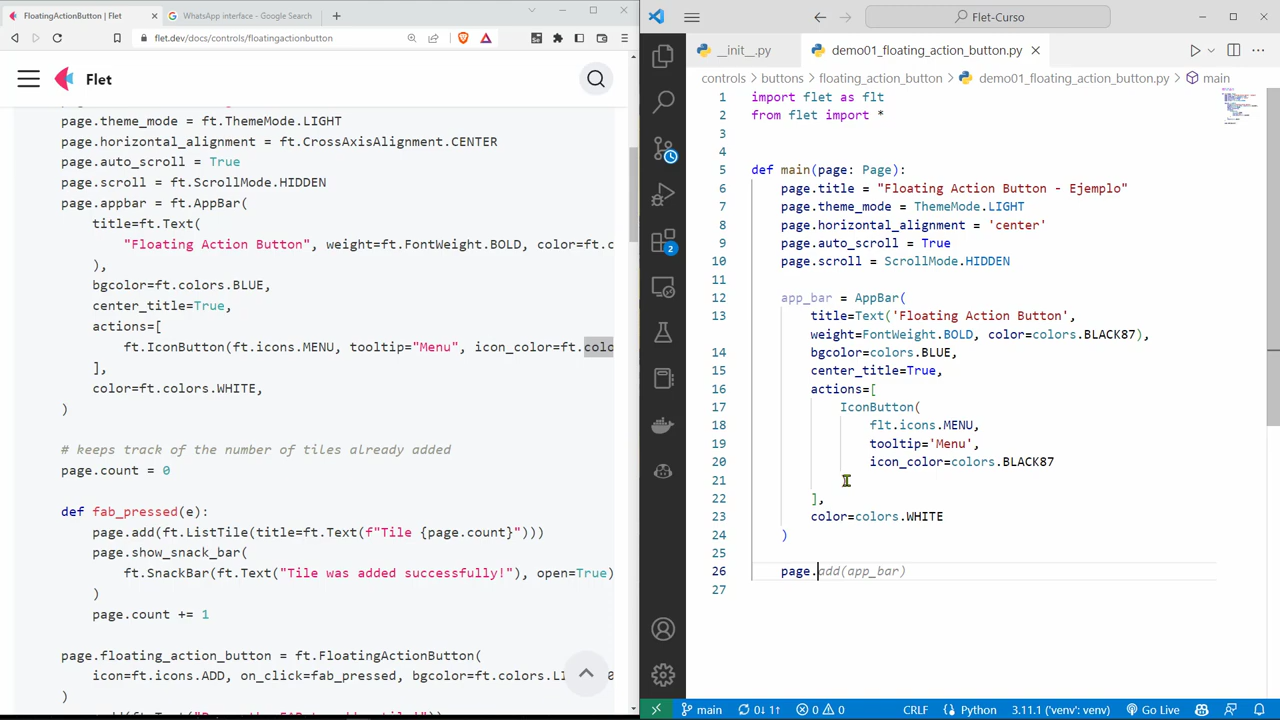 FloatingActionButton | Flet
WhatsApp interface - Google Search
flet.dev/docs/controls/floatingactionbutton
Flet
page.theme_mode = ft.ThemeMode.LIGHT
page.horizontal_alignment = ft.CrossAxisAlignment.CENTER
page.auto_scroll = True
page.scroll = ft.ScrollMode.HIDDEN
page.appbar = ft.AppBar(
title=ft.Text(
"Floating Action Button", weight=ft.FontWeight.BOLD, color=ft.c
),
bgcolor=ft.colors.BLUE,
center_title=True,
actions=[
ft.IconButton(ft.icons.MENU, tooltip="Menu", icon_color=ft.colo
],
color=ft.colors.WHITE,
)
# keeps track of the number of tiles already added
page.count = 0
def fab_pressed(e):
page.add(ft.ListTile(title=ft.Text(f"Tile {page.count}")))
page.show_snack_bar(
ft.SnackBar(ft.Text("Tile was added successfully!"), open=True)
)
page.count += 1
page.floating_action_button = ft.FloatingActionButton(
icon=ft.icons.ADD, on_click=fab_pressed, bgcolor=ft.colors.LI
)
Flet-Curso
__init__.py
demo01_floating_action_button.py
controls > buttons > floating_action_button > demo01_floating_action_button.py > main
1 import flet as flt
2 from flet import *
3
4
5 def main(page: Page):
6 page.title = "Floating Action Button - Ejemplo"
7 page.theme_mode = ThemeMode.LIGHT
8 page.horizontal_alignment = 'center'
9 page.auto_scroll = True
10 page.scroll = ScrollMode.HIDDEN
11
12 app_bar = AppBar(
13 title=Text('Floating Action Button',
weight=FontWeight.BOLD, color=colors.BLACK87),
14 bgcolor=colors.BLUE,
15 center_title=True,
16 actions=[
17 IconButton(
18 flt.icons.MENU,
19 tooltip='Menu',
20 icon_color=colors.BLACK87
21
22 ],
23 color=colors.WHITE
24 )
25
26 page.add(app_bar)
27
2
main
0↓ 1↑
0
0
CRLF
Python
3.11.1 ('venv': venv)
Go Live